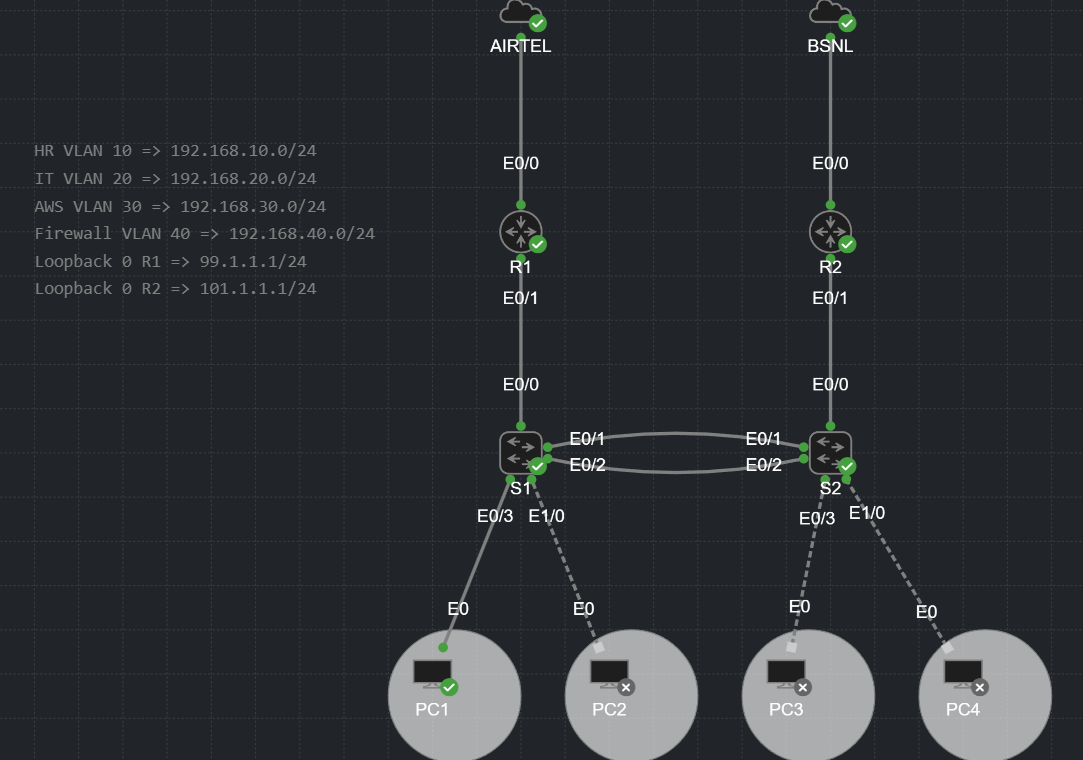 AIRTEL
BSNL
HR VLAN 10 => 192.168.10.0/24
E0/0
E0/0
IT VLAN 20 => 192.168.20.0/24
AWS VLAN 30 => 192.168.30.0/24
Firewall VLAN 40 => 192.168.40.0/24
Loopback 0 R1 => 99.1.1.1/24
R1
R2
Loopback 0 R2 => 101.1.1.1/24
E0/1
E0/1
E0/0
E0/0
E0/1
E0/1
E0/2
E0/2
S1
S2
E0/3
E1/0
E0/3
E1/0
E0
E0
E0
E0
PC1
PC2
PC3
PC4